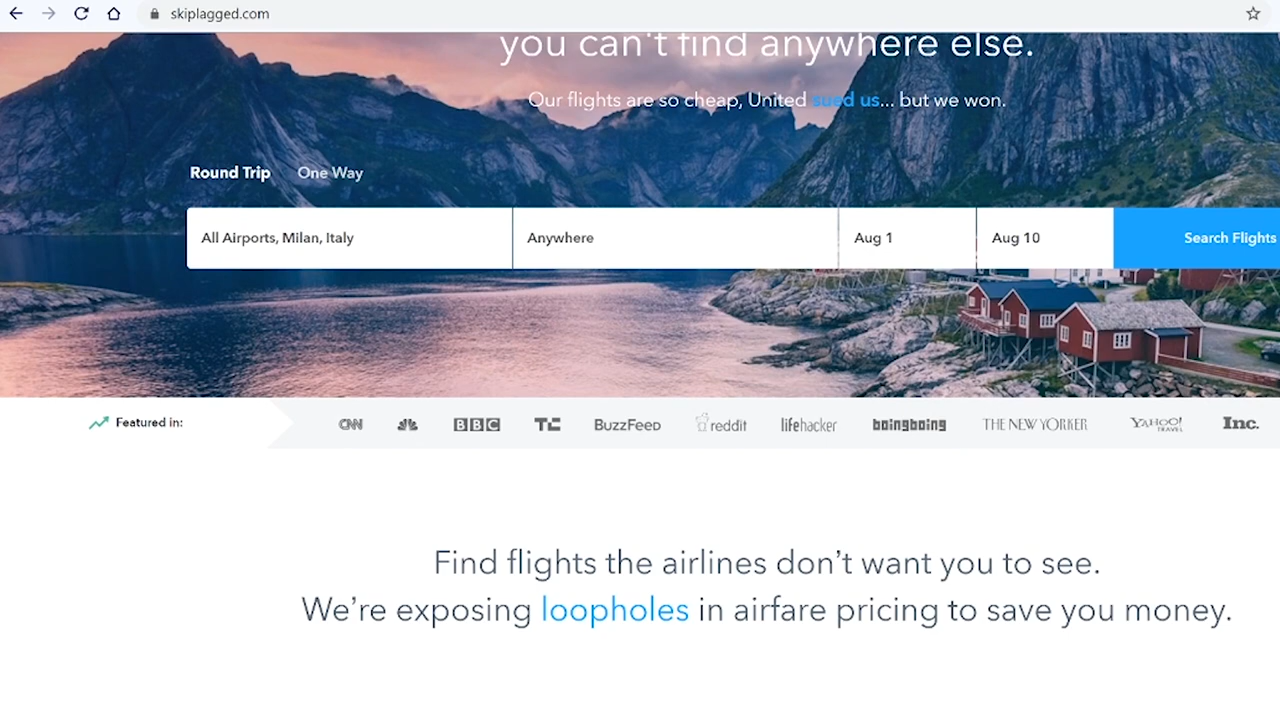 skiplagged.com
you can't find anywhere else.
Our flights are so cheap, United sued us... but we won.
Round Trip One Way
All Airports, Milan, Italy Anywhere Aug 1 Aug 10 Search Flights
Featured in: CNN BBC TC BuzzFeed reddit lifehacker boingboing THE NEW YORKER YAHOO! TRAVEL Inc.
Find flights the airlines don't want you to see.
We're exposing loopholes in airfare pricing to save you money.